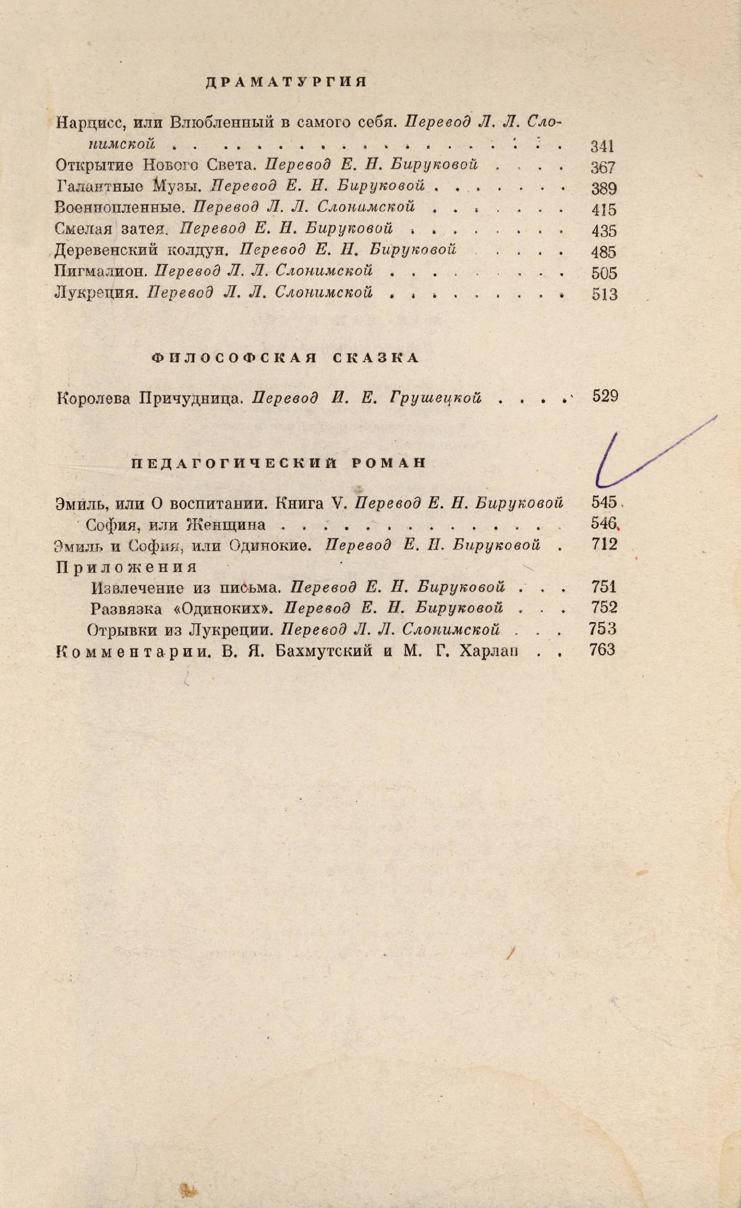 ДРАМАТУРГИЯ
Нарцисс, или Влюбленный в самого себя. Перевод Л. Л. Сло-
нимской . . . . . . . . . . . . . . . . . 341
Открытие Нового Света. Перевод Е. Н. Бируковой . . . . 367
Галантные Музы. Перевод Е. Н. Бируковой . . . . . . . 389
Военнопленные. Перевод Л. Л. Слонимской . . . . . . . 415
Смелая затея. Перевод Е. Н. Бируковой . . . . . . . . 435
Деревенский колдун. Перевод Е. Н. Бируковой . . . . . 485
Пигмалион. Перевод Л. Л. Слонимской . . . . . . . . . 505
Лукреция. Перевод Л. Л. Слонимской . . . . . . . . . 513
ФИЛОСОФСКАЯ СКАЗКА
Королева Причудница. Перевод И. Е. Грушецкой . . . . 529
ПЕДАГОГИЧЕСКИЙ РОМАН
Эмиль, или О воспитании. Книга V. Перевод Е. Н. Бируковой 545
София, или Женщина . . . . . . . . . . . . . 546
Эмиль и София, или Одинокие. Перевод Е. Н. Бируковой . 712
Приложения
Извлечение из письма. Перевод Е. Н. Бируковой . . . 751
Развязка «Одиноких». Перевод Е. Н. Бируковой . . . 752
Отрывки из Лукреции. Перевод Л. Л. Слонимской . . . 753
Комментарии. В. Я. Бахмутский и М. Г. Харлап . . 763